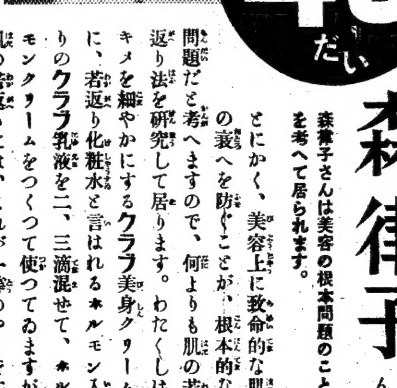 40
だい
森律子
森律子さんは美容の根本問題のこと
を考へて居られます。
とにかく、美容上に致命的な肌
の衰へを防ぐことが、根本的な
問題だと考へますので、何よりも肌の若
返り法を研究して居ります。わたくしは
キメを細やかにするクラブ美身クリーム
に、若返り化粧水と言はれるホルモン入
りのクラブ乳液を二、三滴混せて、ホル
モンクリームをつくつて使つてゐますが